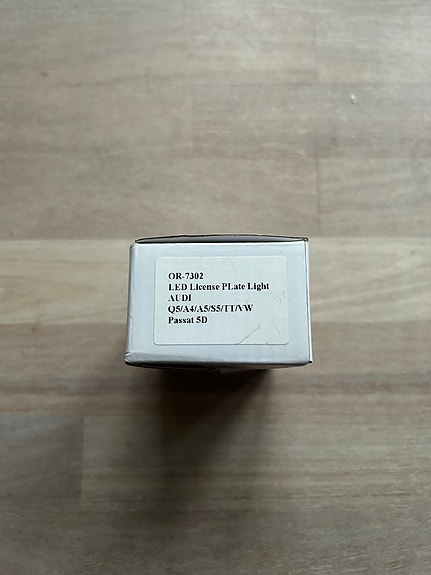 OR-7302
LED License PLate Light
AUDI
Q5/A4/A5/S5/TT/VW
Passat 5D